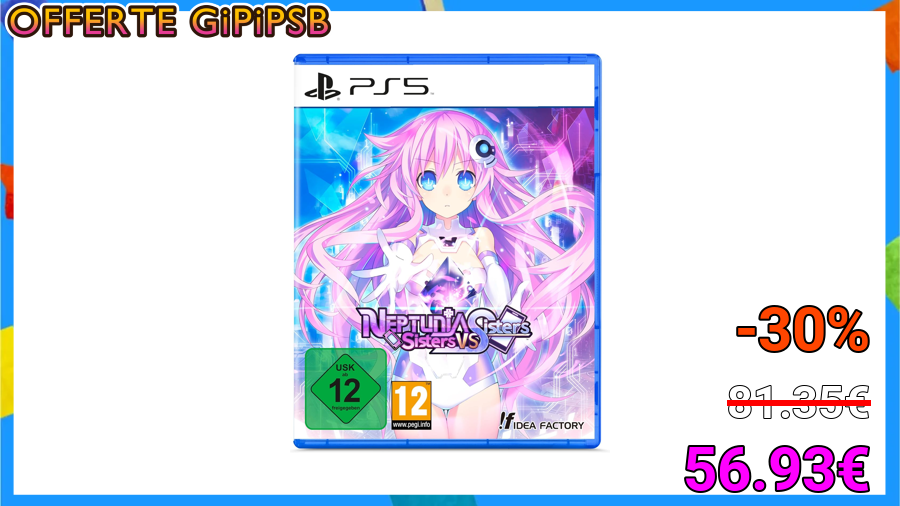 OFFERTE GiPiPSB
PS5
NEPTUNIA Sisters
Sisters VS
USK
ab
12
freigegeben
12
www.pegi.info
!f IDEA FACTORY
-30%
81.35€
56.93€